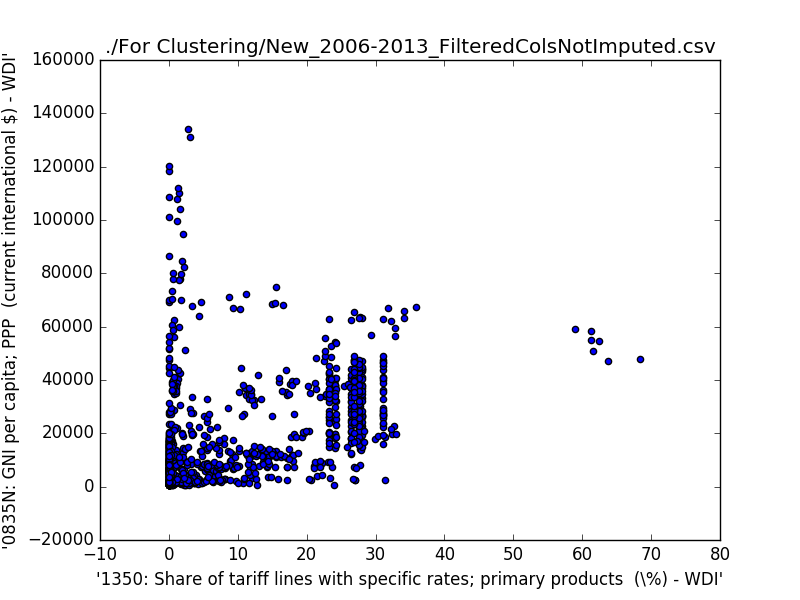 ./For Clustering/New_2006-2013_FilteredColsNotImputed.csv
'0835N: GNI per capita; PPP  (current international $) - WDI'
160000
140000
120000
100000
80000
60000
40000
20000
0
−20000
−10 0 10 20 30 40 50 60 70 80
'1350: Share of tariff lines with specific rates; primary products  (\%) - WDI'